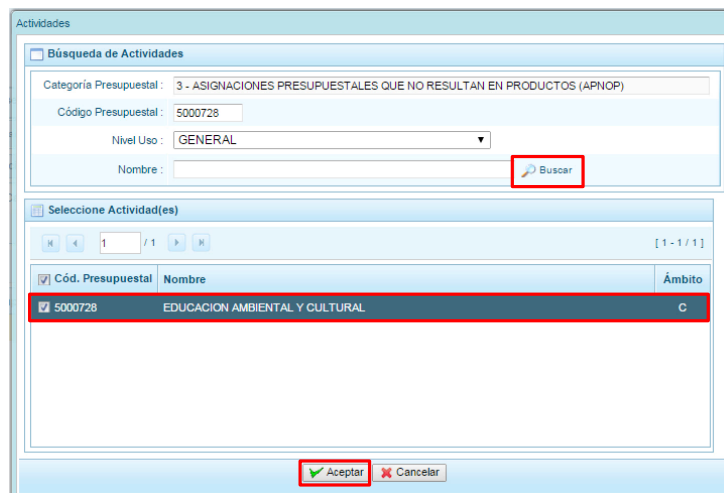 Actividades
Búsqueda de Actividades
Categoría Presupuestal : 3 - ASIGNACIONES PRESUPUESTALES QUE NO RESULTAN EN PRODUCTOS (APNOP)
Código Presupuestal : 5000728
Nivel Uso : GENERAL
Nombre : Buscar
Seleccione Actividad(es)
1 / 1 [ 1 - 1 / 1 ]
Cód. Presupuestal Nombre Ámbito
5000728 EDUCACION AMBIENTAL Y CULTURAL C
Aceptar Cancelar